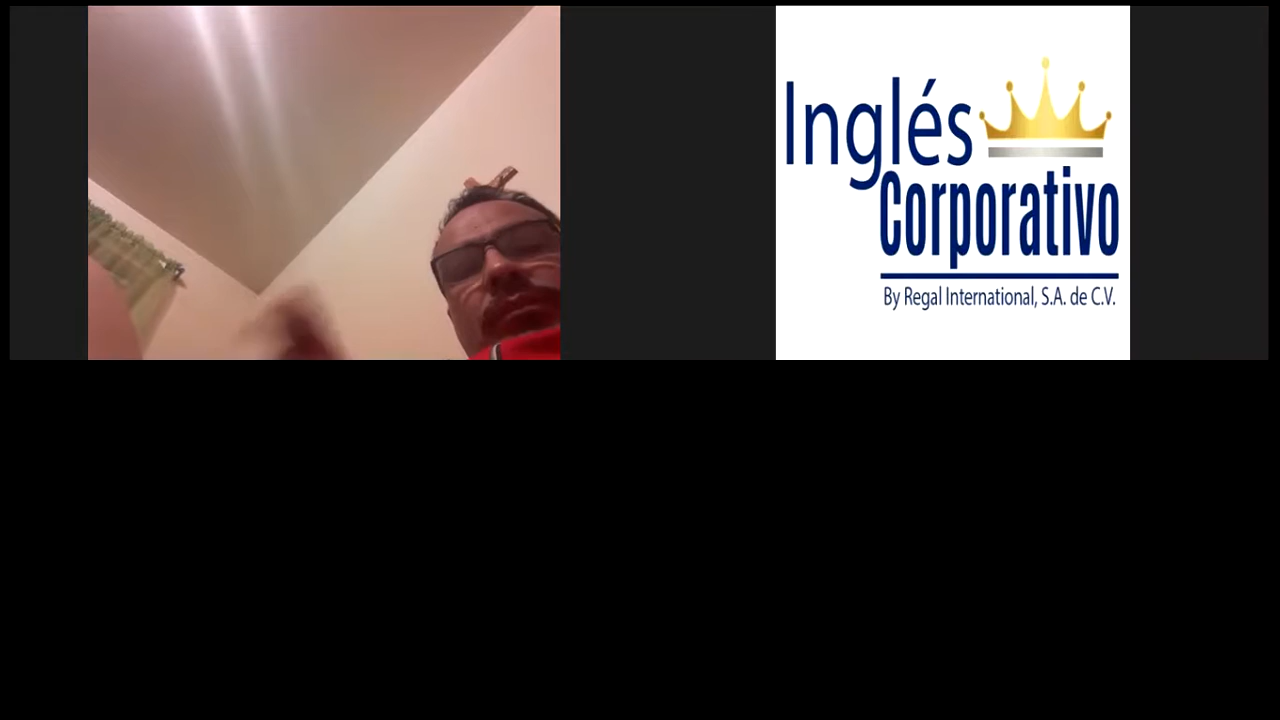 Inglés
Corporativo
By Regal International, S.A. de C.V.